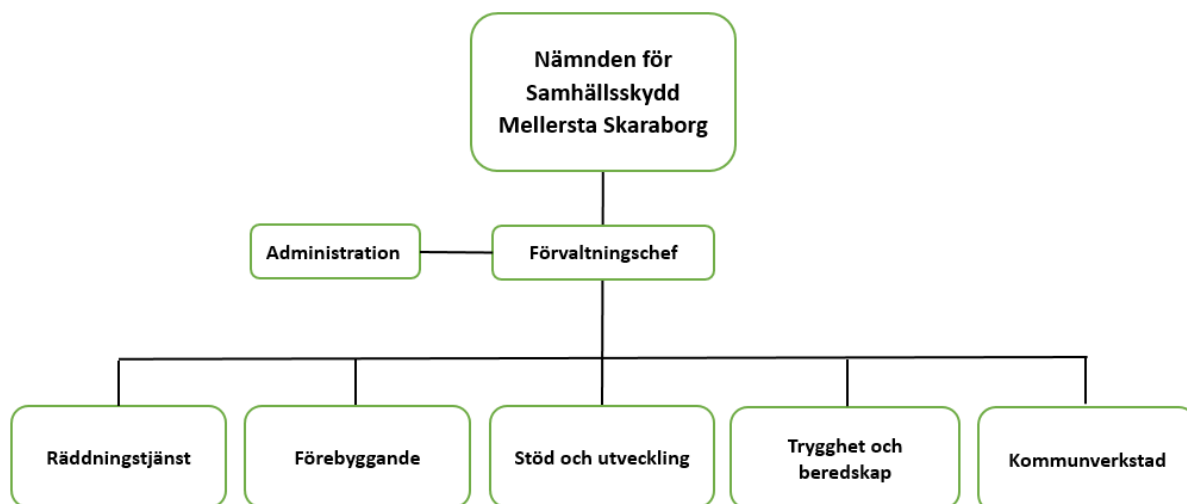 Nämnden för
Samhällsskydd
Mellersta Skaraborg
Administration
Förvaltningschef
Räddningstjänst
Förebyggande
Stöd och utveckling
Trygghet och
beredskap
Kommunverkstad